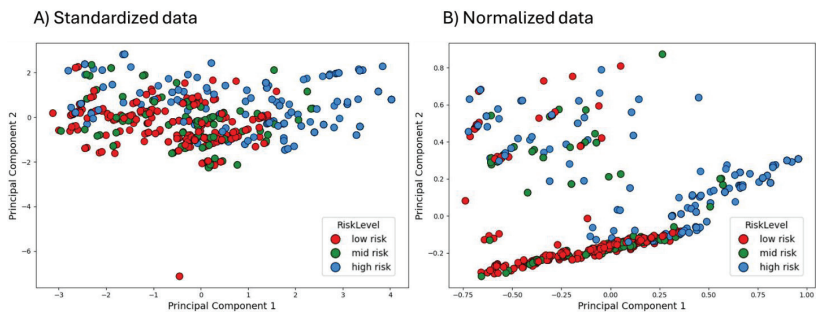 A) Standardized data
B) Normalized data
2
0
−2
−4
−6
Principal Component 2
−3
−2
−1
0
1
2
3
4
Principal Component 1
RiskLevel
low risk
mid risk
high risk
0.8
0.6
0.4
0.2
0.0
−0.2
Principal Component 2
−0.75
−0.50
−0.25
0.00
0.25
0.50
0.75
1.00
Principal Component 1
RiskLevel
low risk
mid risk
high risk